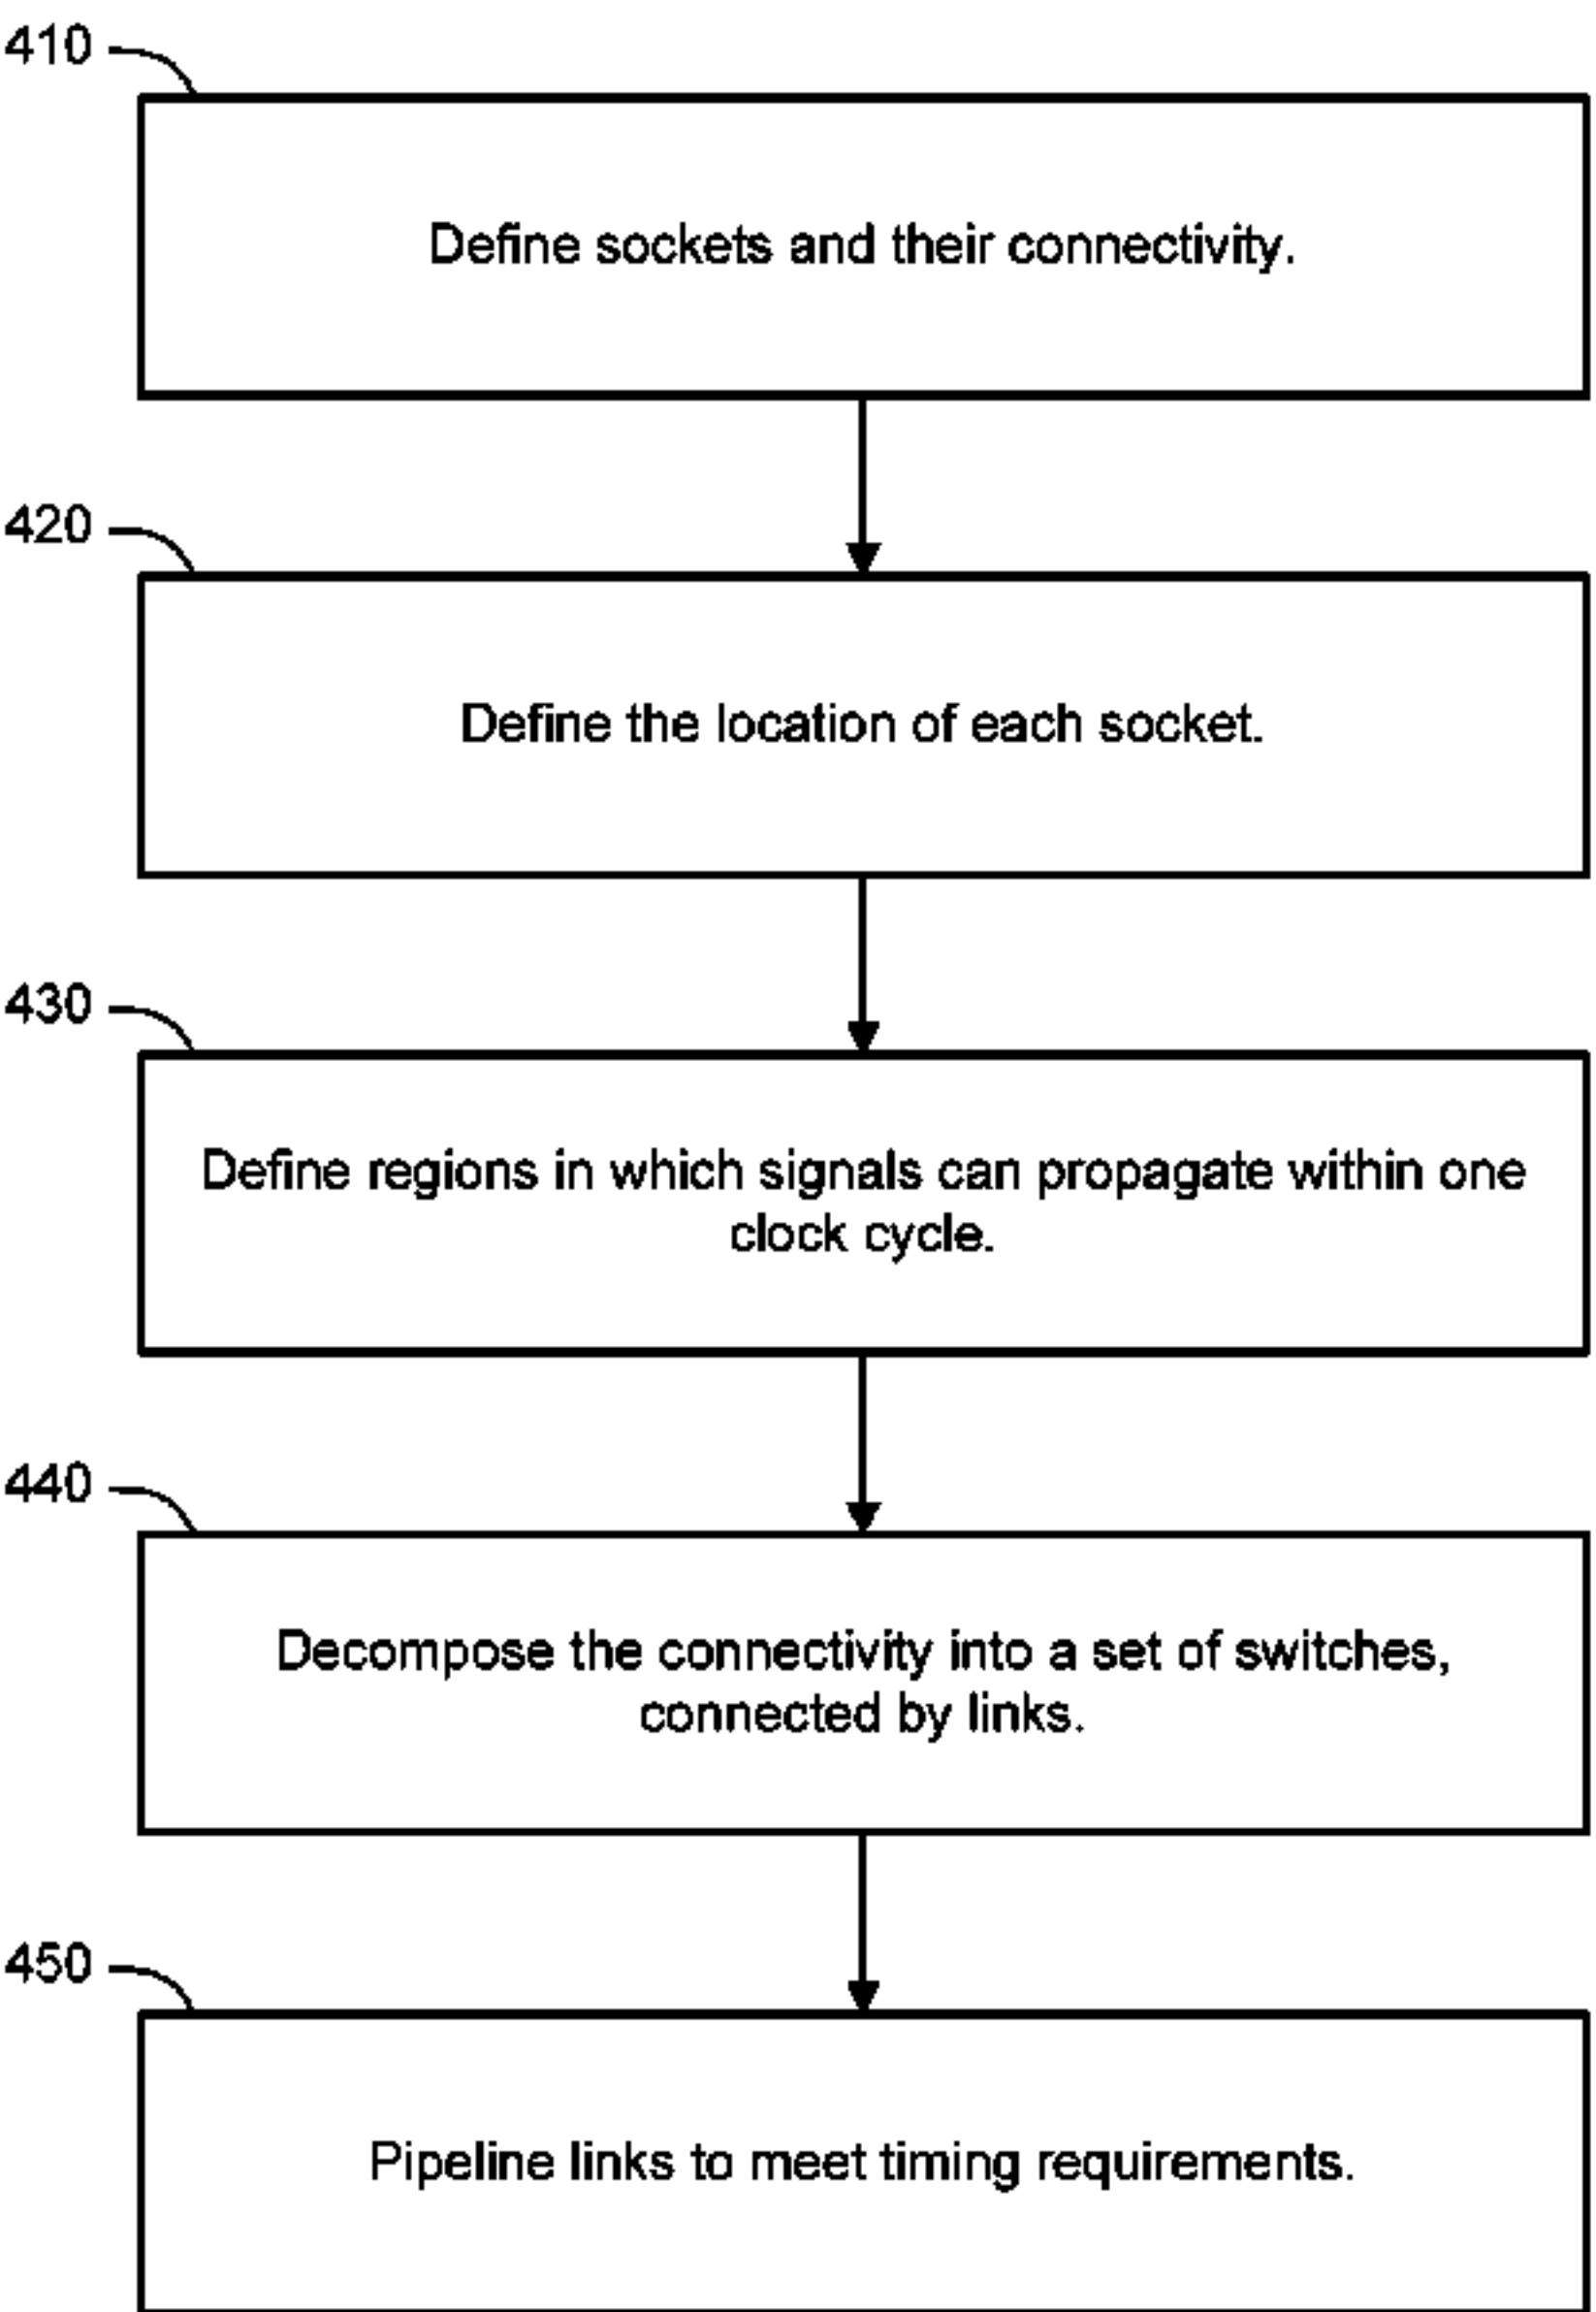 410
Define sockets and their connectivity.
420
Define the location of each socket.
430
Define regions in which signals can propagate within one
clock cycle.
440
Decompose the connectivity into a set of switches,
connected by links.
450
Pipeline links to meet timing requirements.